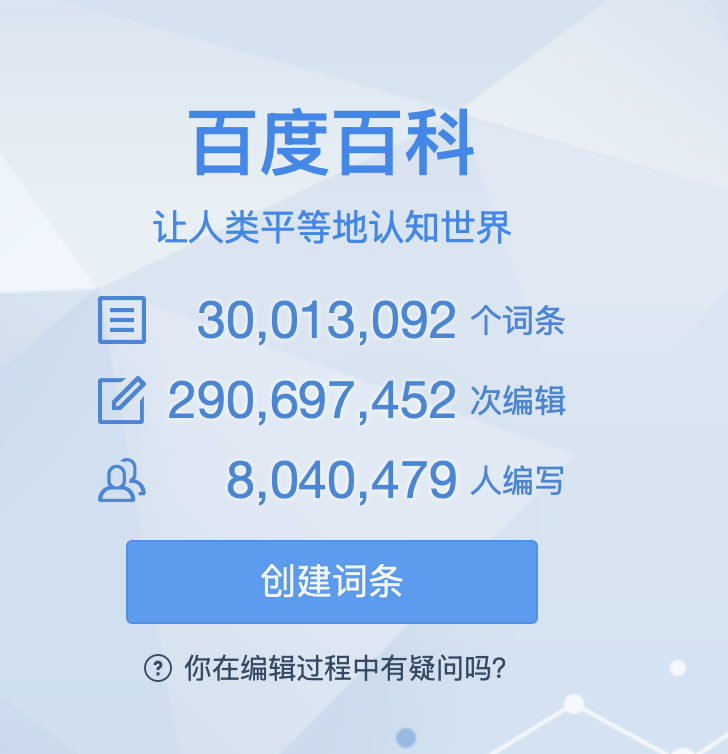 百度百科
让人类平等地认知世界
30,013,092 个词条
290,697,452 次编辑
8,040,479 人编写
创建词条
? 你在编辑过程中有疑问吗?